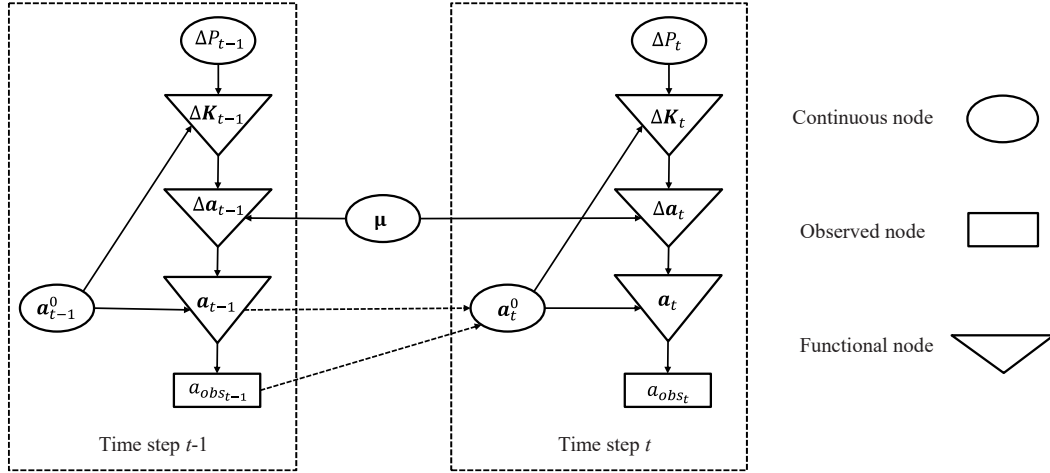 ΔP_{t−1}
ΔK_{t−1}
Δa_{t−1}
a^0_{t−1}
a_{t−1}
a_{obs_{t−1}}
Time step t-1
μ
ΔP_t
ΔK_t
Δa_t
a^0_t
a_t
a_{obs_t}
Time step t
Continuous node
Observed node
Functional node